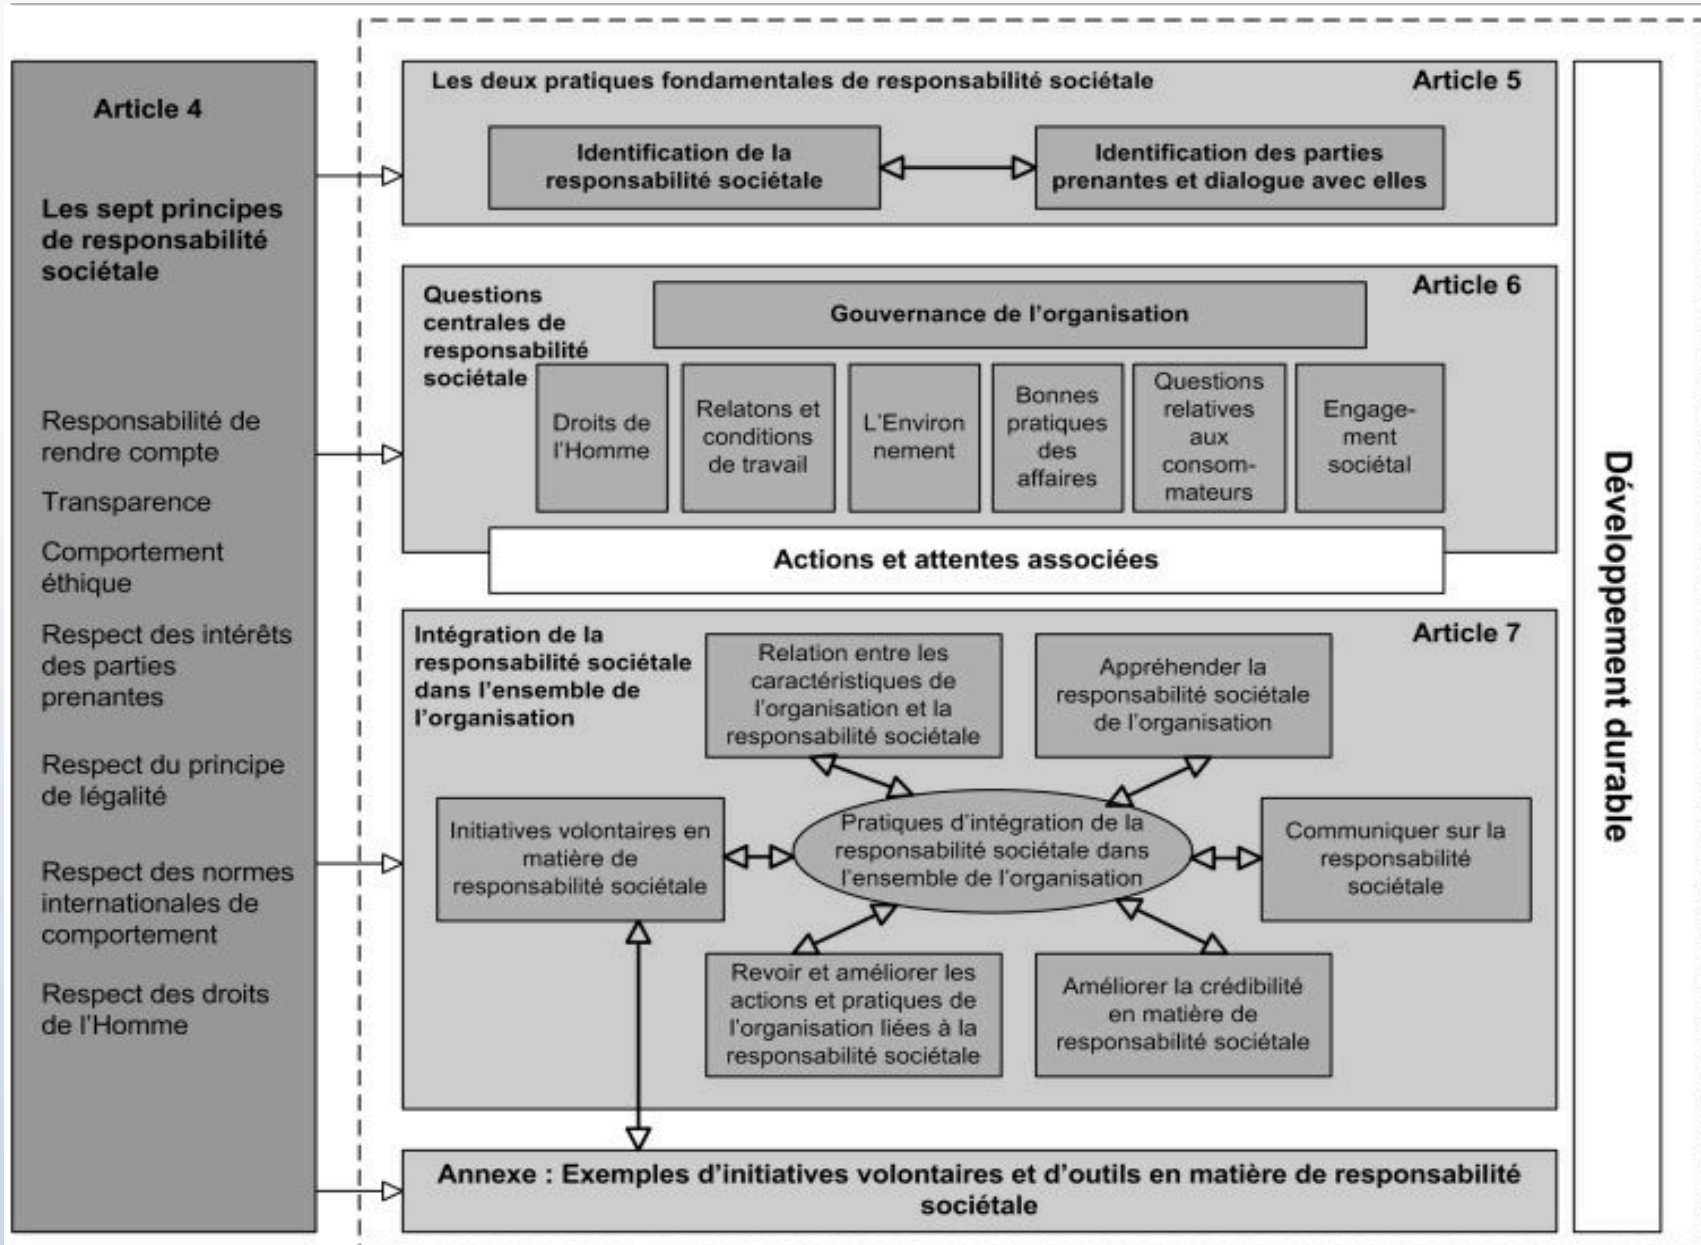 Article 4
Les sept principes
de responsabilité
sociétale
Responsabilité de
rendre compte
Transparence
Comportement
éthique
Respect des intérêts
des parties
prenantes
Respect du principe
de légalité
Respect des normes
internationales de
comportement
Respect des droits
de l'Homme
Les deux pratiques fondamentales de responsabilité sociétale
Article 5
Identification de la
responsabilité sociétale
Identification des parties
prenantes et dialogue avec elles
Questions
centrales de
responsabilité
sociétale
Article 6
Gouvernance de l'organisation
Droits de
l'Homme
Relatons et
conditions
de travail
L'Environ
nement
Bonnes
pratiques
des
affaires
Questions
relatives
aux
consom-
mateurs
Engage-
ment
sociétal
Actions et attentes associées
Intégration de la
responsabilité sociétale
dans l'ensemble de
l'organisation
Article 7
Relation entre les
caractéristiques de
l'organisation et la
responsabilité sociétale
Appréhender la
responsabilité sociétale
de l'organisation
Initiatives volontaires en
matière de
responsabilité sociétale
Pratiques d'intégration de la
responsabilité sociétale dans
l'ensemble de l'organisation
Communiquer sur la
responsabilité
sociétale
Revoir et améliorer les
actions et pratiques de
l'organisation liées à la
responsabilité sociétale
Améliorer la crédibilité
en matière de
responsabilité sociétale
Annexe : Exemples d'initiatives volontaires et d'outils en matière de responsabilité
sociétale
Développement durable